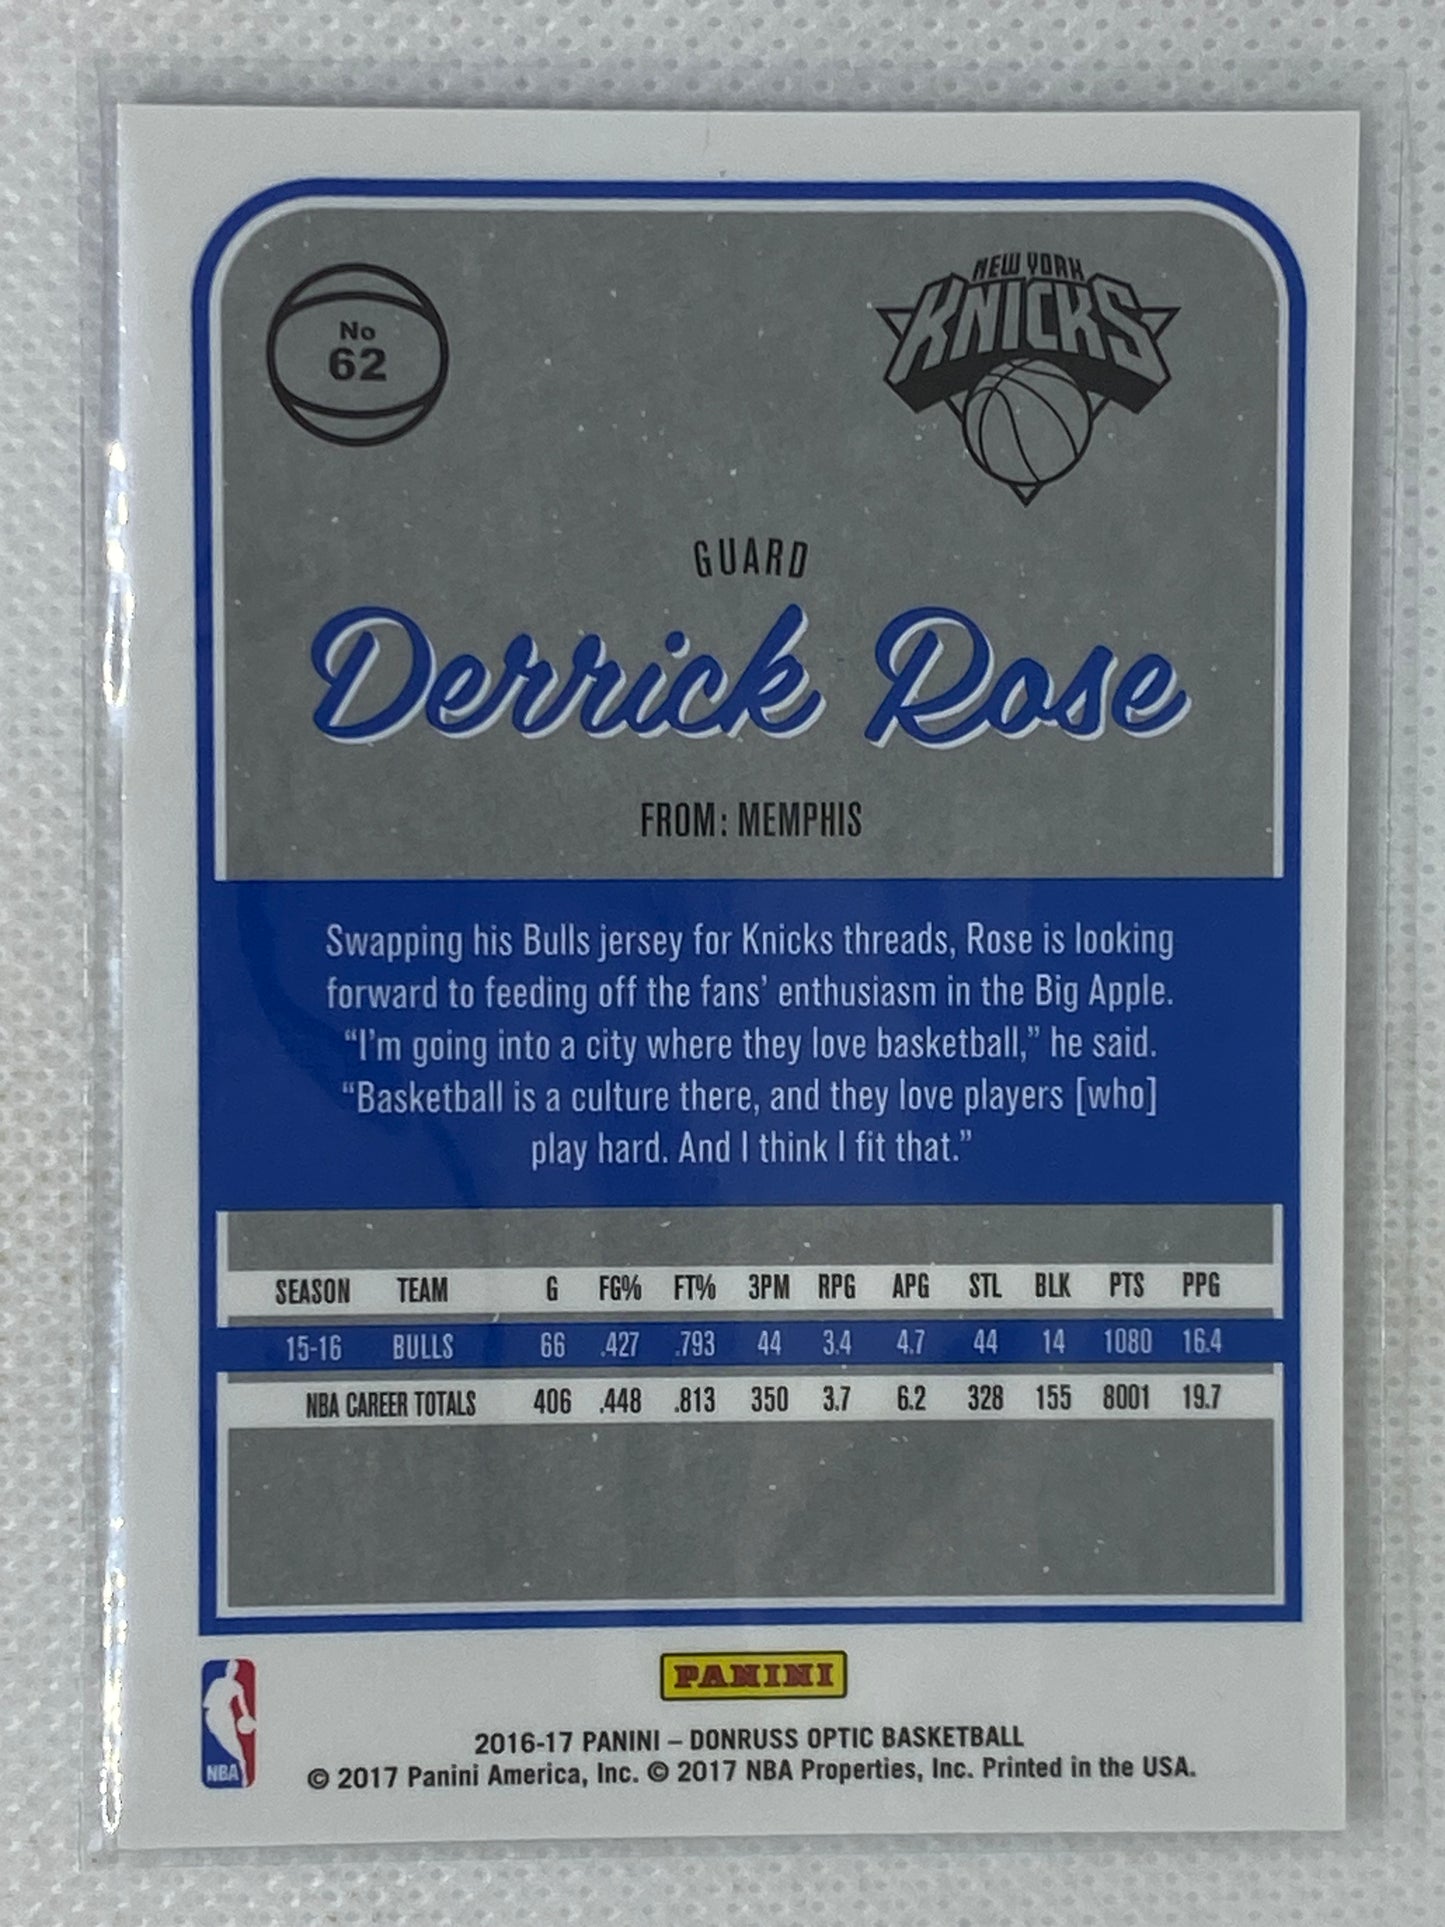 No
62
NEW YORK
KNICKS
GUARD
Derrick Rose
FROM: MEMPHIS
Swapping his Bulls jersey for Knicks threads, Rose is looking
forward to feeding off the fans' enthusiasm in the Big Apple.
“I'm going into a city where they love basketball,” he said.
“Basketball is a culture there, and they love players [who]
play hard. And I think I fit that.”
SEASON TEAM G FG% FT% 3PM RPG APG STL BLK PTS PPG
15-16 BULLS 66 .427 .793 44 3.4 4.7 44 14 1080 16.4
NBA CAREER TOTALS 406 .448 .813 350 3.7 6.2 328 155 8001 19.7
PANINI
NBA
2016-17 PANINI – DONRUSS OPTIC BASKETBALL
© 2017 Panini America, Inc. © 2017 NBA Properties, Inc. Printed in the USA.